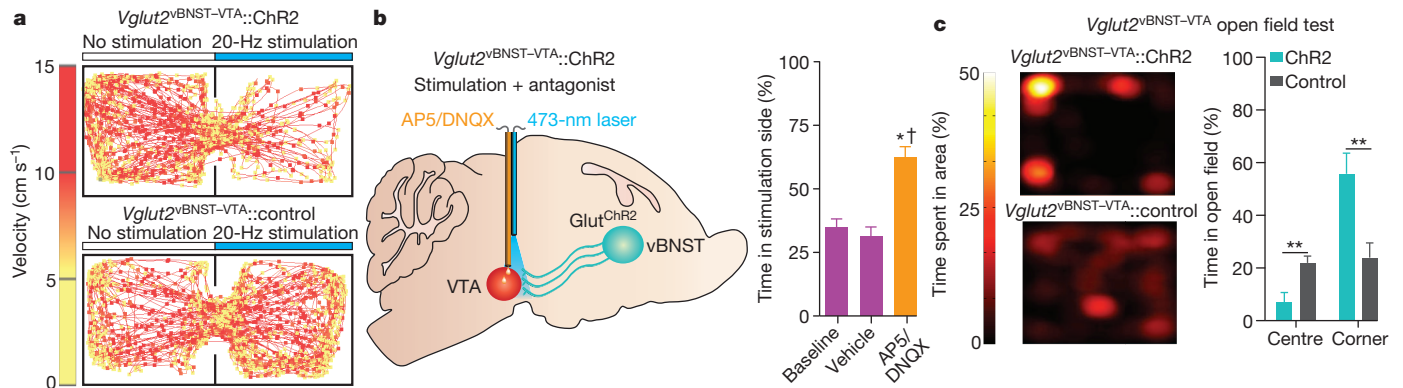 a
Vglut2vBNST–VTA::ChR2
No stimulation 20-Hz stimulation
Velocity (cm s−1)
15
10
5
0
Vglut2vBNST–VTA::control
No stimulation 20-Hz stimulation
b
Vglut2vBNST–VTA::ChR2
Stimulation + antagonist
AP5/DNQX 473-nm laser
GlutChR2
vBNST
VTA
Time in stimulation side (%)
100
75
50
25
0
*†
Baseline
Vehicle
AP5/
DNQX
c
Vglut2vBNST–VTA open field test
Vglut2vBNST–VTA::ChR2
Time spent in area (%)
50
25
0
Vglut2vBNST–VTA::control
Time in open field (%)
100
80
60
40
20
0
ChR2
Control
**
**
Centre Corner